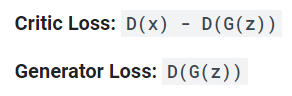 Critic Loss: D(x) - D(G(z))
Generator Loss: D(G(z))